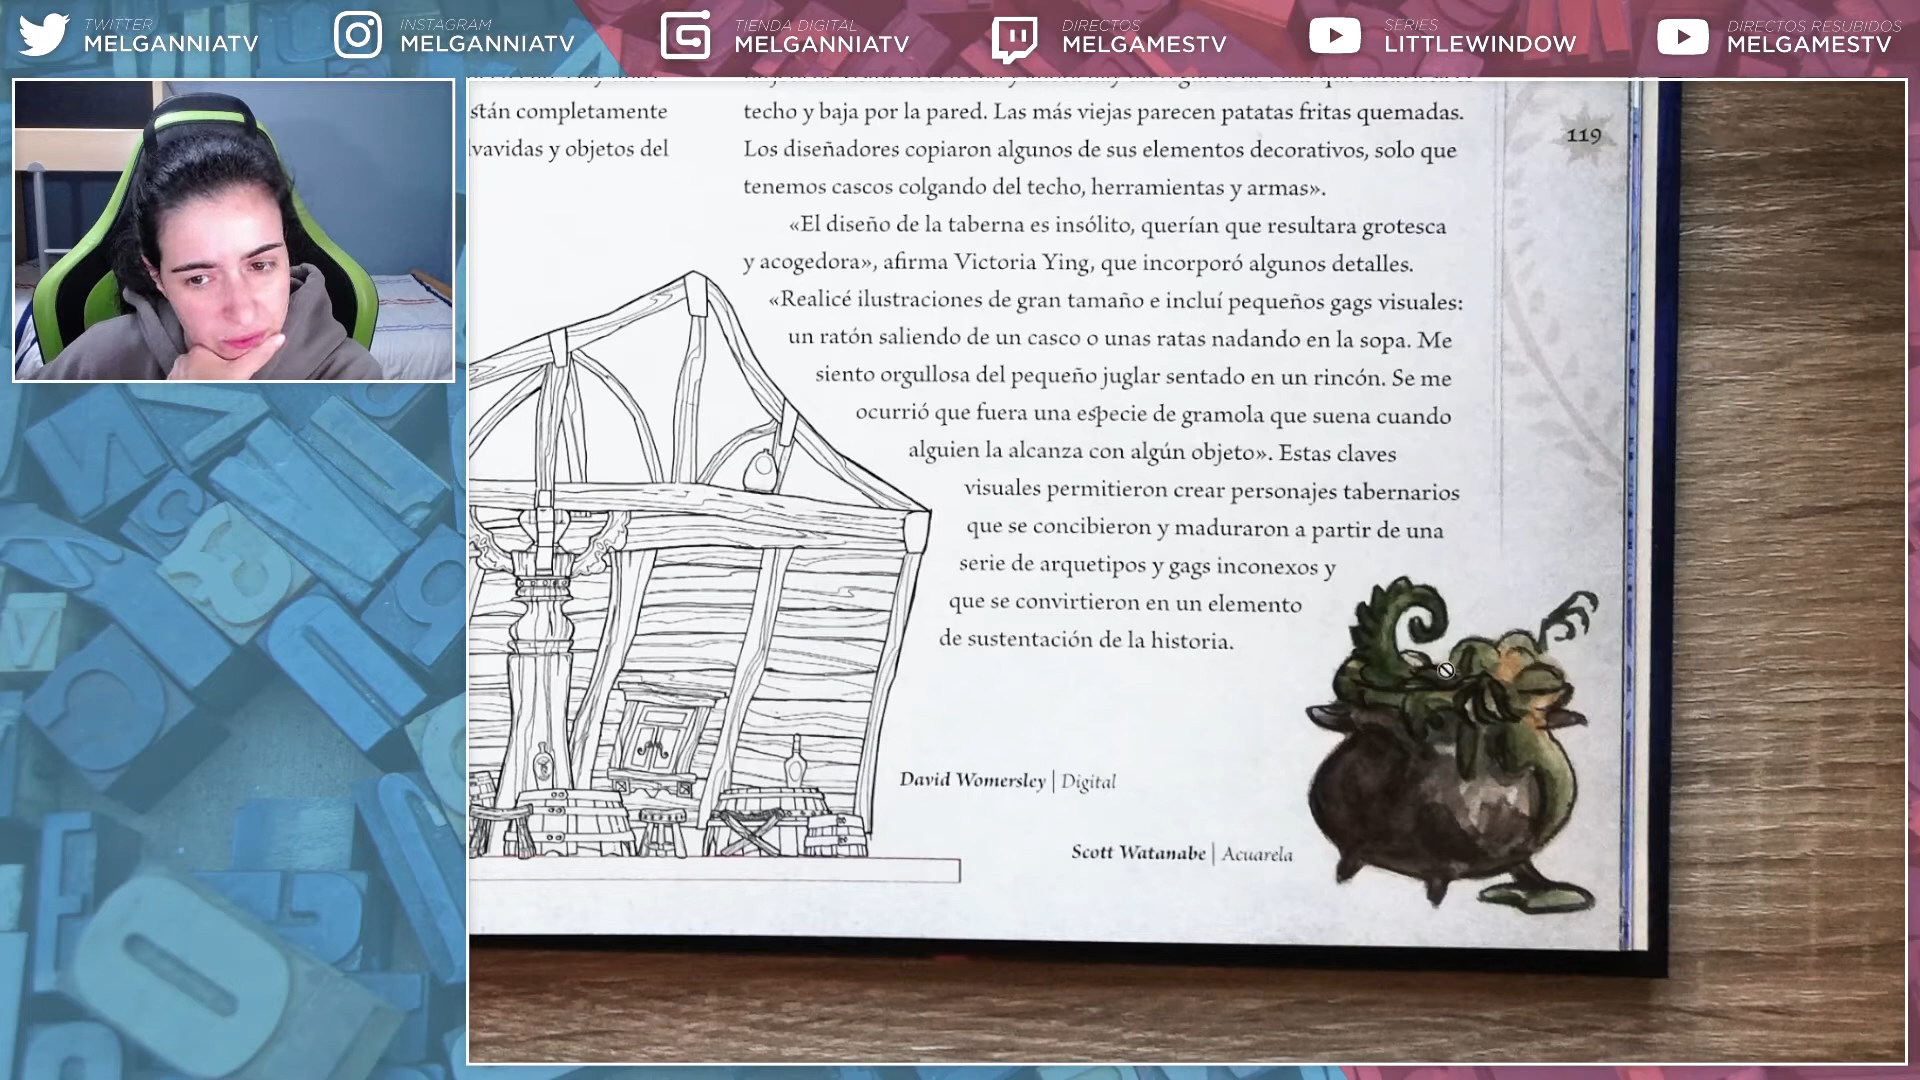 TWITTER
MELGANNIATV
INSTAGRAM
MELGANNIATV
TIENDA DIGITAL
MELGANNIATV
DIRECTOS
MELGAMESTV
SERIES
LITTLEWINDOW
DIRECTOS RESUBIDOS
MELGAMESTV
stán completamente
vavidas y objetos del
techo y baja por la pared. Las más viejas parecen patatas fritas quemadas.
Los diseñadores copiaron algunos de sus elementos decorativos, solo que
tenemos cascos colgando del techo, herramientas y armas».
«El diseño de la taberna es insólito, querían que resultara grotesca
y acogedora», afirma Victoria Ying, que incorporó algunos detalles.
«Realicé ilustraciones de gran tamaño e incluí pequeños gags visuales:
un ratón saliendo de un casco o unas ratas nadando en la sopa. Me
siento orgullosa del pequeño juglar sentado en un rincón. Se me
ocurrió que fuera una especie de gramola que suena cuando
alguien la alcanza con algún objeto». Estas claves
visuales permitieron crear personajes tabernarios
que se concibieron y maduraron a partir de una
serie de arquetipos y gags inconexos y
que se convirtieron en un elemento
de sustentación de la historia.
119
David Womersley | Digital
Scott Watanabe | Acuarela